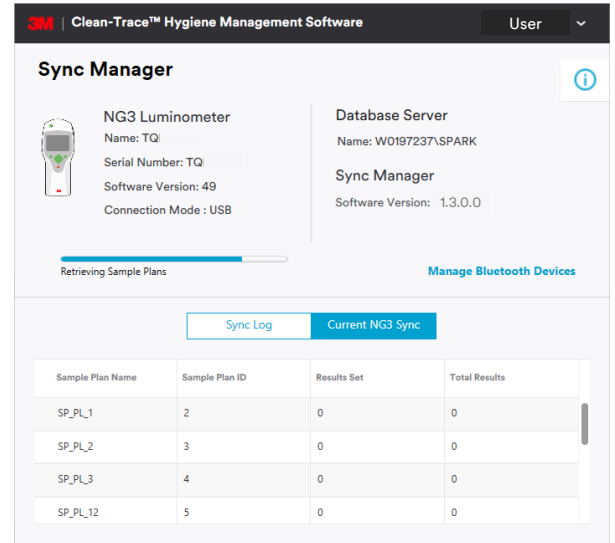 3M | Clean-Trace™ Hygiene Management Software User
Sync Manager
NG3 Luminometer
Name: TQ
Serial Number: TQ
Software Version: 49
Connection Mode : USB
Database Server
Name: W0197237\SPARK
Sync Manager
Software Version: 1.3.0.0
Retrieving Sample Plans
Manage Bluetooth Devices
Sync Log Current NG3 Sync
Sample Plan Name Sample Plan ID Results Set Total Results
SP_PL_1 2 0 0
SP_PL_2 3 0 0
SP_PL_3 4 0 0
SP_PL_12 5 0 0